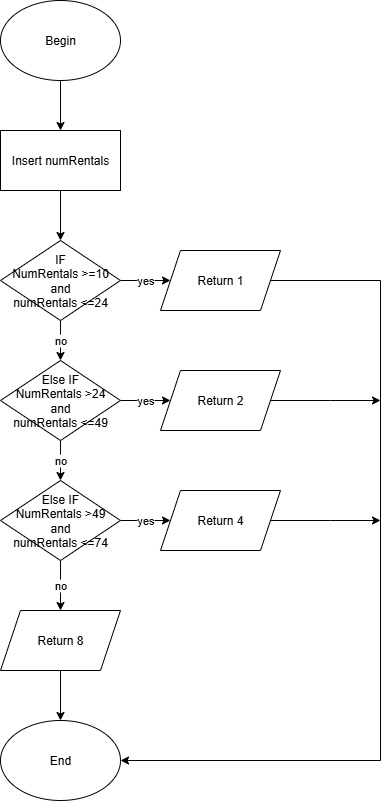 Begin
Insert numRentals
IF
NumRentals >=10
and
numRentals <=24
yes
Return 1
no
Else IF
NumRentals >24
and
numRentals <=49
yes
Return 2
no
Else IF
NumRentals >49
and
numRentals <=74
yes
Return 4
no
Return 8
End